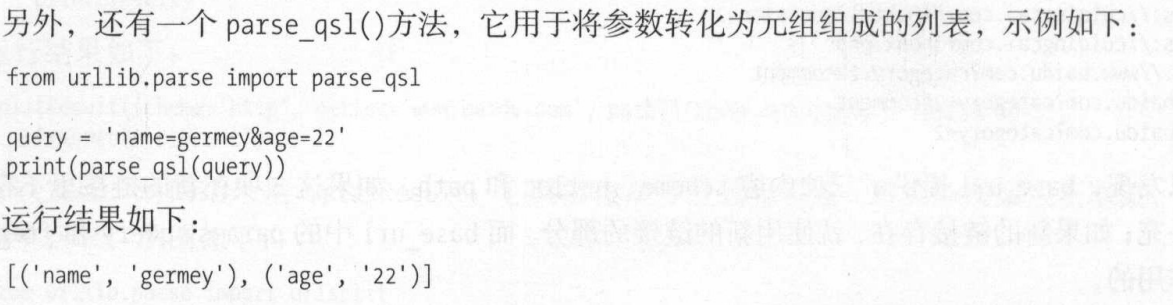 另外，还有一个 parse_qsl()方法，它用于将参数转化为元组组成的列表，示例如下：
from urllib.parse import parse_qsl
query = 'name=germey&age=22'
print(parse_qsl(query))
运行结果如下：
[('name', 'germey'), ('age', '22')]